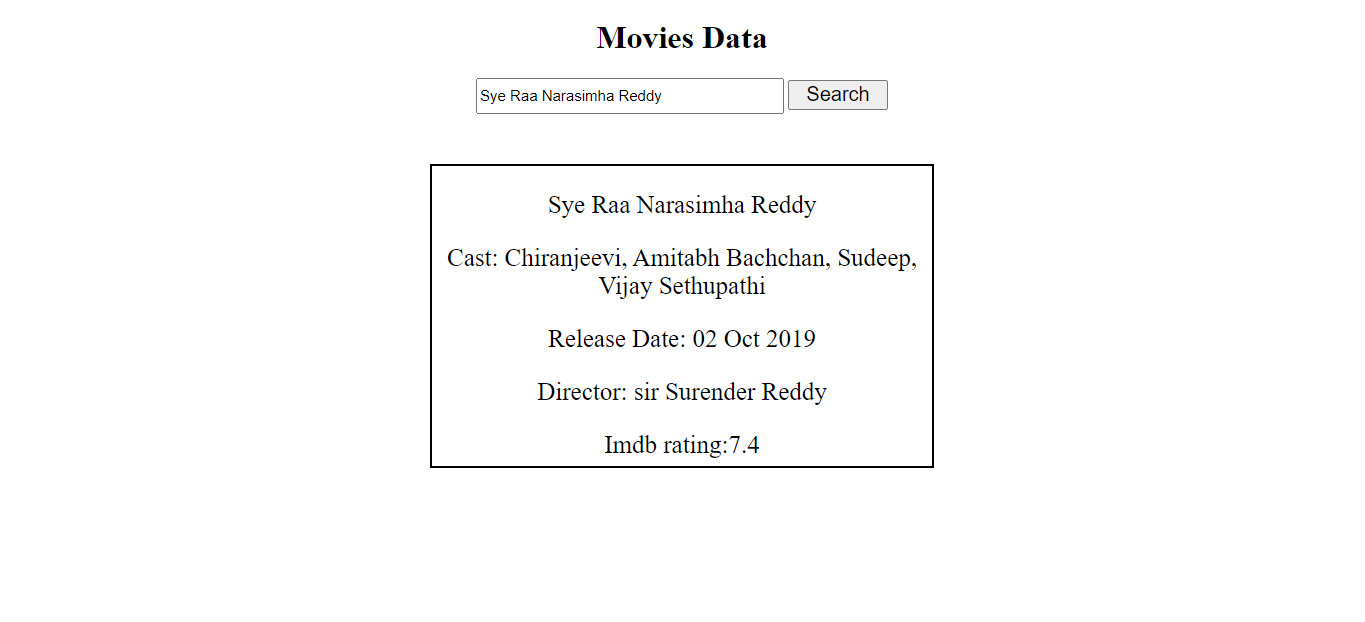 Movies Data
Sye Raa Narasimha Reddy
Search
Sye Raa Narasimha Reddy
Cast: Chiranjeevi, Amitabh Bachchan, Sudeep,
Vijay Sethupathi
Release Date: 02 Oct 2019
Director: sir Surender Reddy
Imdb rating:7.4